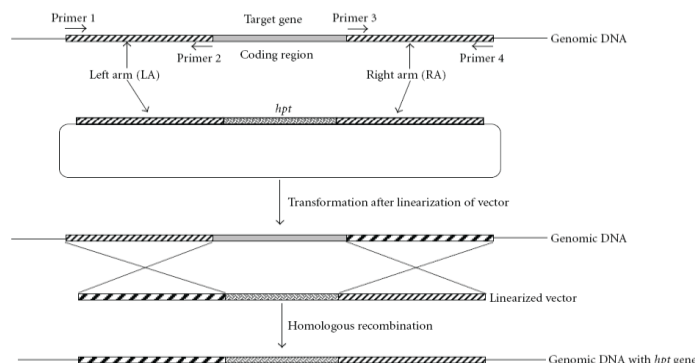 Primer 1
Target gene
Primer 3
Genomic DNA
Primer 2
Coding region
Primer 4
Left arm (LA)
Right arm (RA)
hpt
Transformation after linearization of vector
Genomic DNA
Linearized vector
Homologous recombination
Genomic DNA with hpt gene